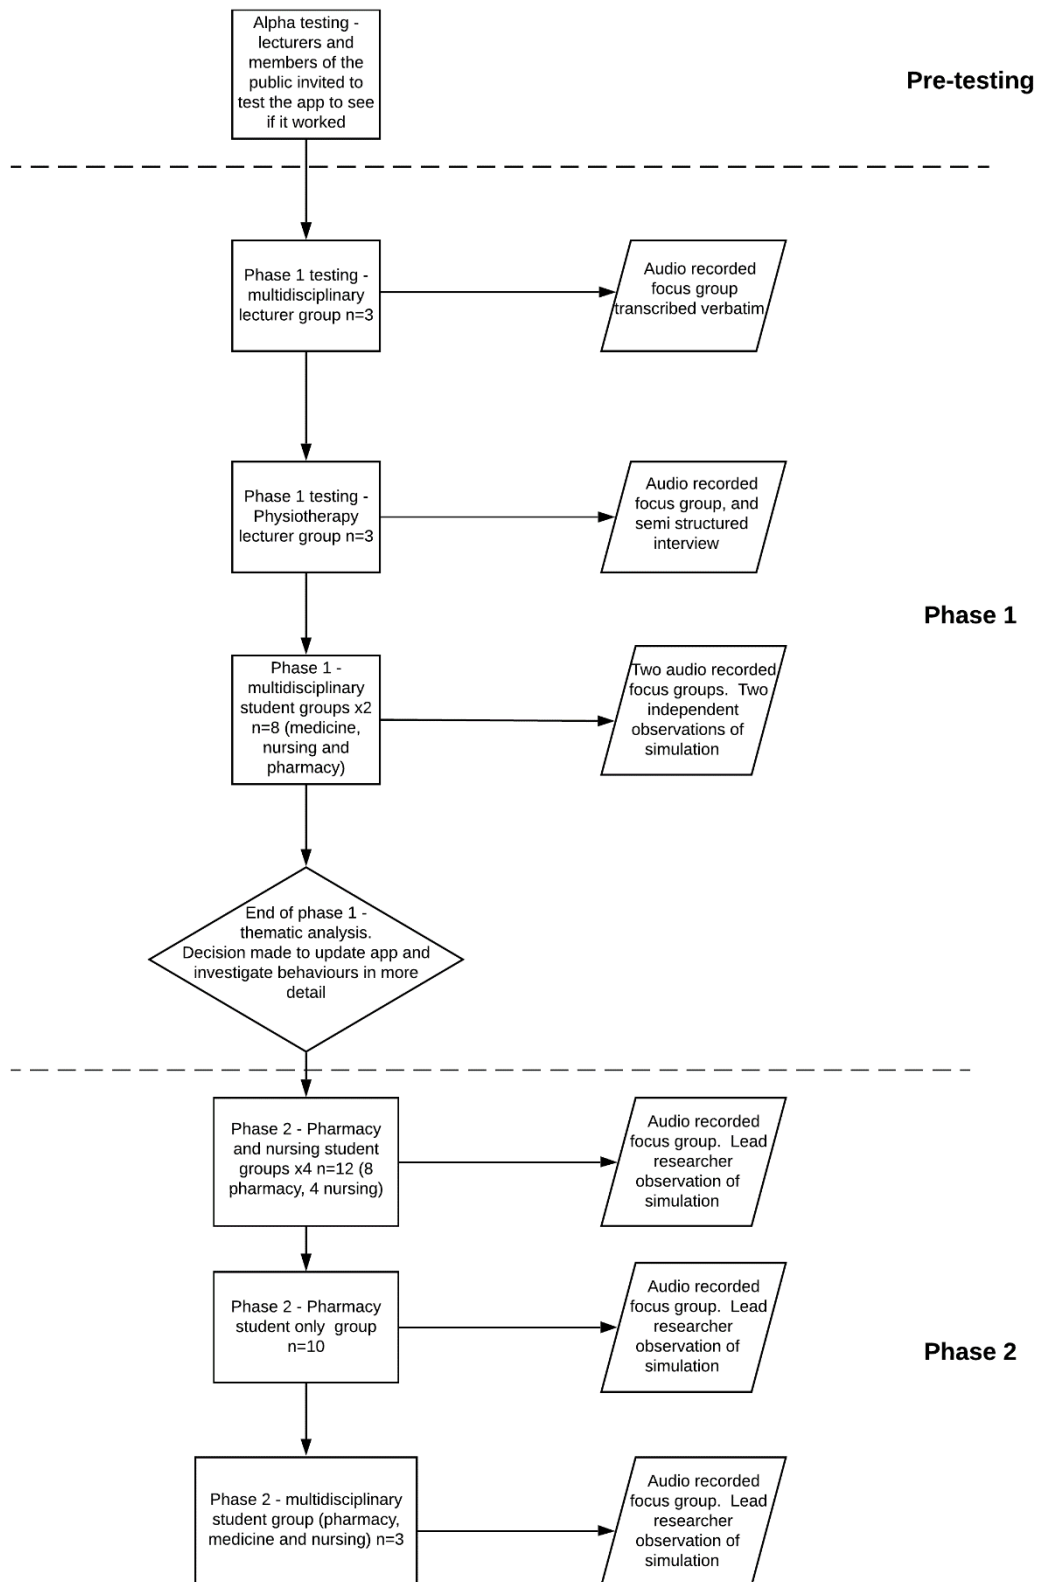 Alpha testing -
lecturers and
members of the
public invited to
test the app to see
if it worked
Pre-testing
Phase 1 testing -
multidisciplinary
lecturer group n=3
Audio recorded
focus group
transcribed verbatim
Phase 1 testing -
Physiotherapy
lecturer group n=3
Audio recorded
focus group, and
semi structured
interview
Phase 1
Phase 1 -
multidisciplinary
student groups x2
n=8 (medicine,
nursing and
pharmacy)
Two audio recorded
focus groups.  Two
independent
observations of
simulation
End of phase 1 -
thematic analysis.
Decision made to update app and
investigate behaviours in more
detail
Phase 2 - Pharmacy
and nursing student
groups x4 n=12 (8
pharmacy, 4 nursing)
Audio recorded
focus group.  Lead
researcher
observation of
simulation
Phase 2 - Pharmacy
student only  group
n=10
Audio recorded
focus group.  Lead
researcher
observation of
simulation
Phase 2
Phase 2 - multidisciplinary
student group (pharmacy,
medicine and nursing) n=3
Audio recorded
focus group.  Lead
researcher
observation of
simulation